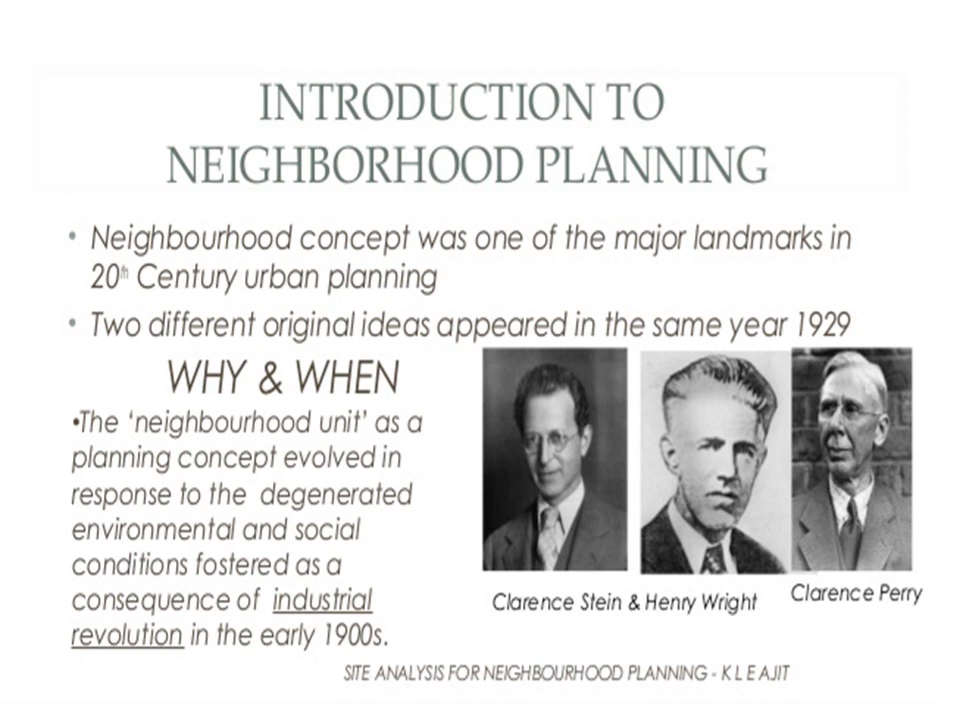 INTRODUCTION TO
NEIGHBORHOOD PLANNING
• Neighbourhood concept was one of the major landmarks in
20th Century urban planning
• Two different original ideas appeared in the same year 1929
WHY & WHEN
•The ‘neighbourhood unit’ as a
planning concept evolved in
response to the degenerated
environmental and social
conditions fostered as a
consequence of industrial
revolution in the early 1900s.
Clarence Stein & Henry Wright
Clarence Perry
SITE ANALYSIS FOR NEIGHBOURHOOD PLANNING - K L E AJIT